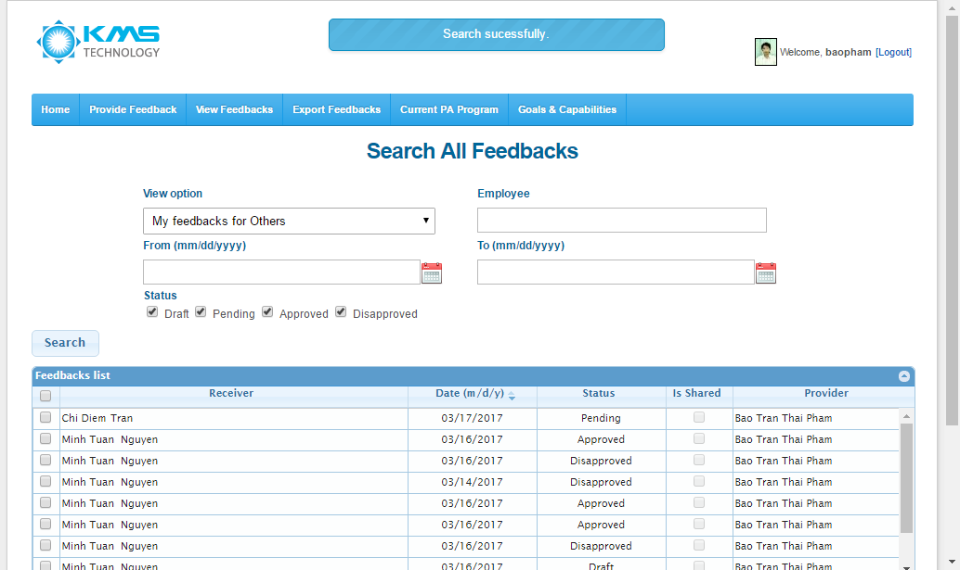 KMS
TECHNOLOGY
Search sucessfully.
Welcome, baopham [Logout]
Home Provide Feedback View Feedbacks Export Feedbacks Current PA Program Goals & Capabilities
Search All Feedbacks
View option Employee
My feedbacks for Others
From (mm/dd/yyyy) To (mm/dd/yyyy)
Status
Draft Pending Approved Disapproved
Search
Feedbacks list
Receiver Date (m/d/y) Status Is Shared Provider
Chi Diem Tran 03/17/2017 Pending Bao Tran Thai Pham
Minh Tuan Nguyen 03/16/2017 Approved Bao Tran Thai Pham
Minh Tuan Nguyen 03/16/2017 Disapproved Bao Tran Thai Pham
Minh Tuan Nguyen 03/14/2017 Disapproved Bao Tran Thai Pham
Minh Tuan Nguyen 03/16/2017 Approved Bao Tran Thai Pham
Minh Tuan Nguyen 03/16/2017 Approved Bao Tran Thai Pham
Minh Tuan Nguyen 03/16/2017 Disapproved Bao Tran Thai Pham
Minh Tuan Nguyen 03/16/2017 Draft Bao Tran Thai Pham